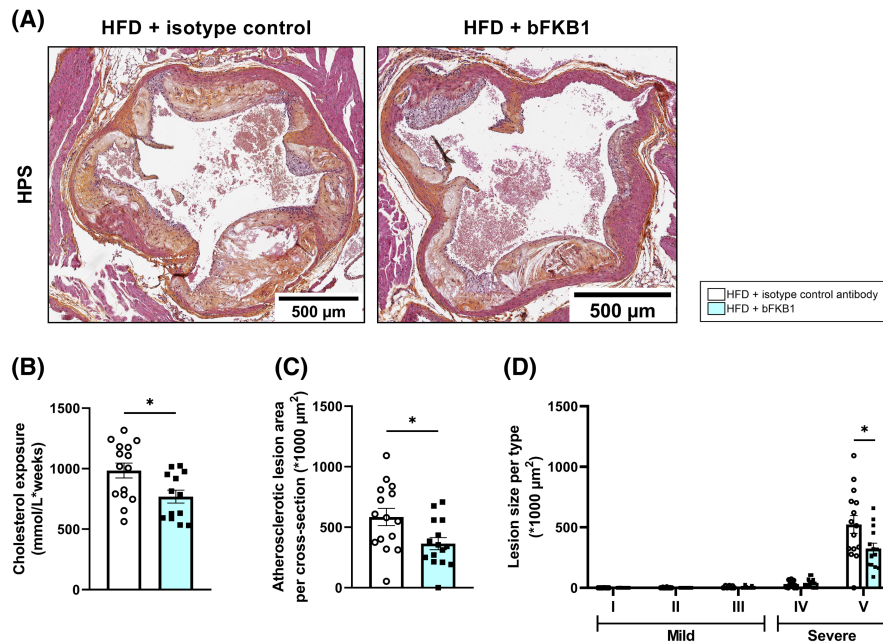 (A)
HFD + isotype control
HFD + bFKB1
HPS
500 µm
500 µm
HFD + isotype control antibody
HFD + bFKB1
(B)
Cholesterol exposure
(mmol/L*weeks)
1500
1000
500
0
*
(C)
Atherosclerotic lesion area
per cross-section (*1000 µm²)
1500
1000
500
0
*
(D)
Lesion size per type
(*1000 µm²)
1500
1000
500
0
*
I II III IV V
Mild Severe